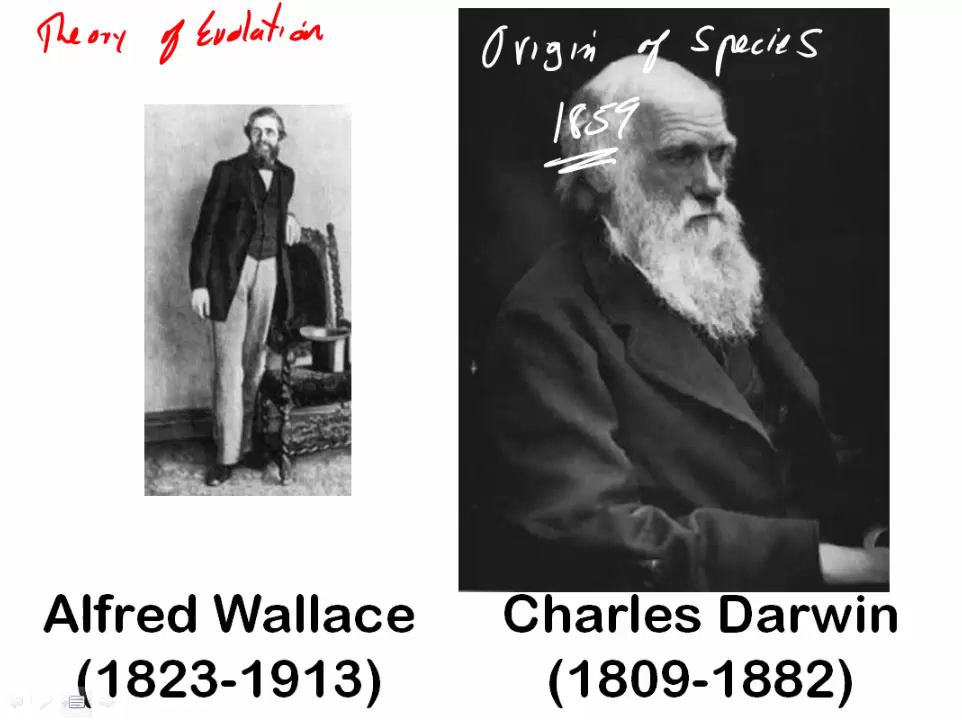 Theory of Evolution
Origin of Species
1859
Alfred Wallace
(1823-1913)
Charles Darwin
(1809-1882)